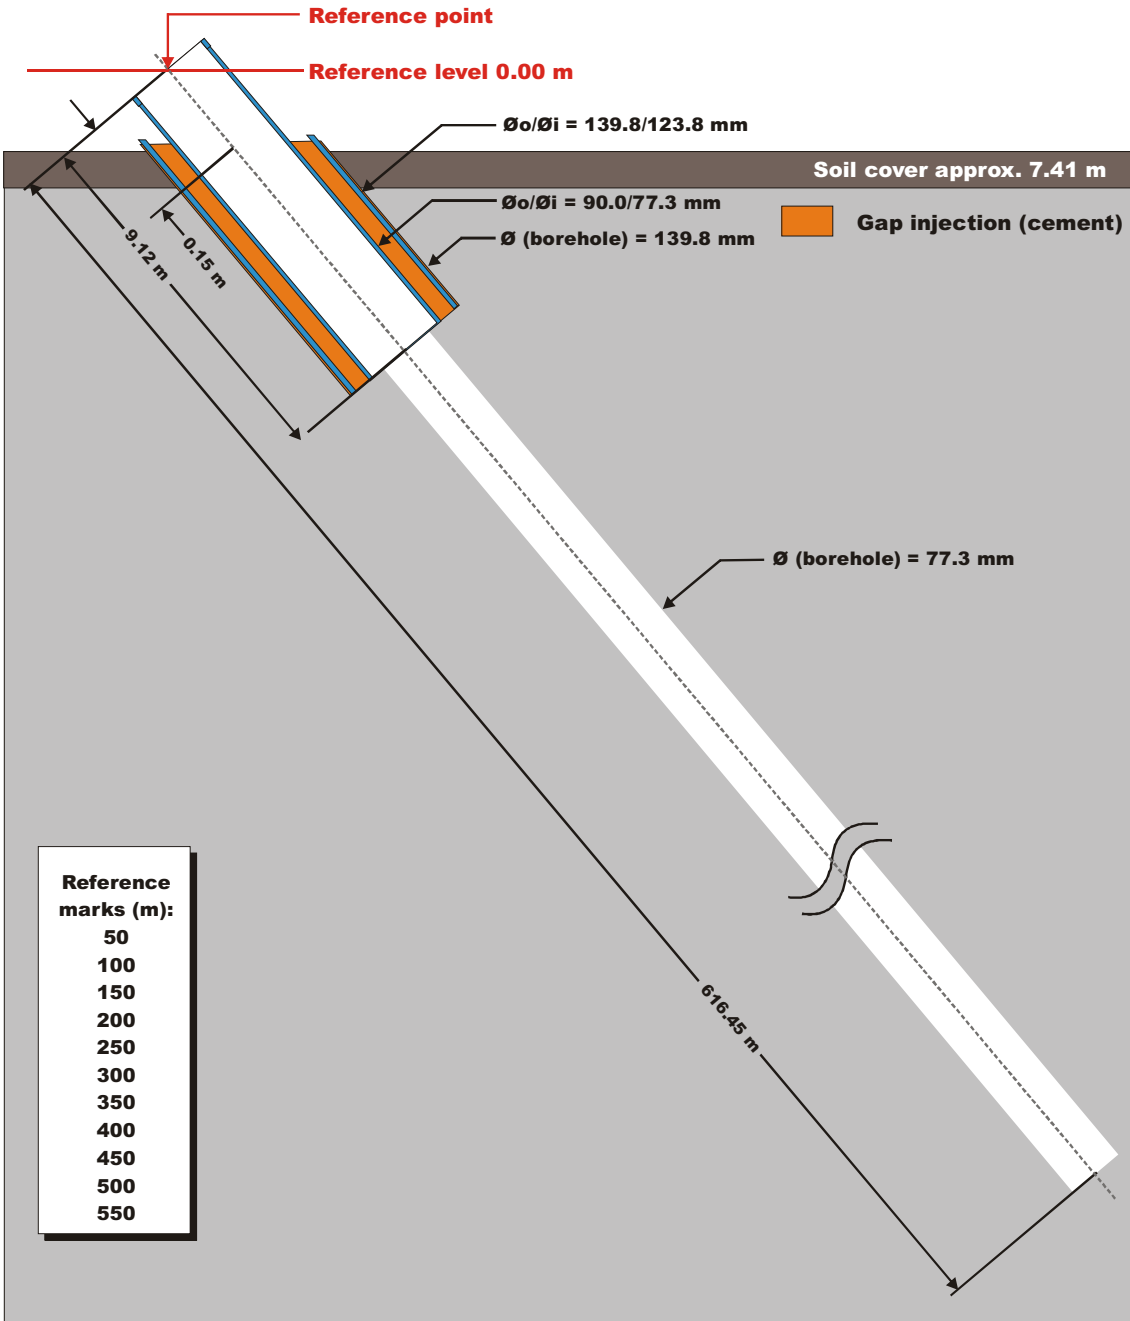 Reference point
Reference level 0.00 m
Øo/Øi = 139.8/123.8 mm
Soil cover approx. 7.41 m
Øo/Øi = 90.0/77.3 mm
Gap injection (cement)
Ø (borehole) = 139.8 mm
9.12 m
0.15 m
Ø (borehole) = 77.3 mm
616.45 m
Reference
marks (m):
50
100
150
200
250
300
350
400
450
500
550